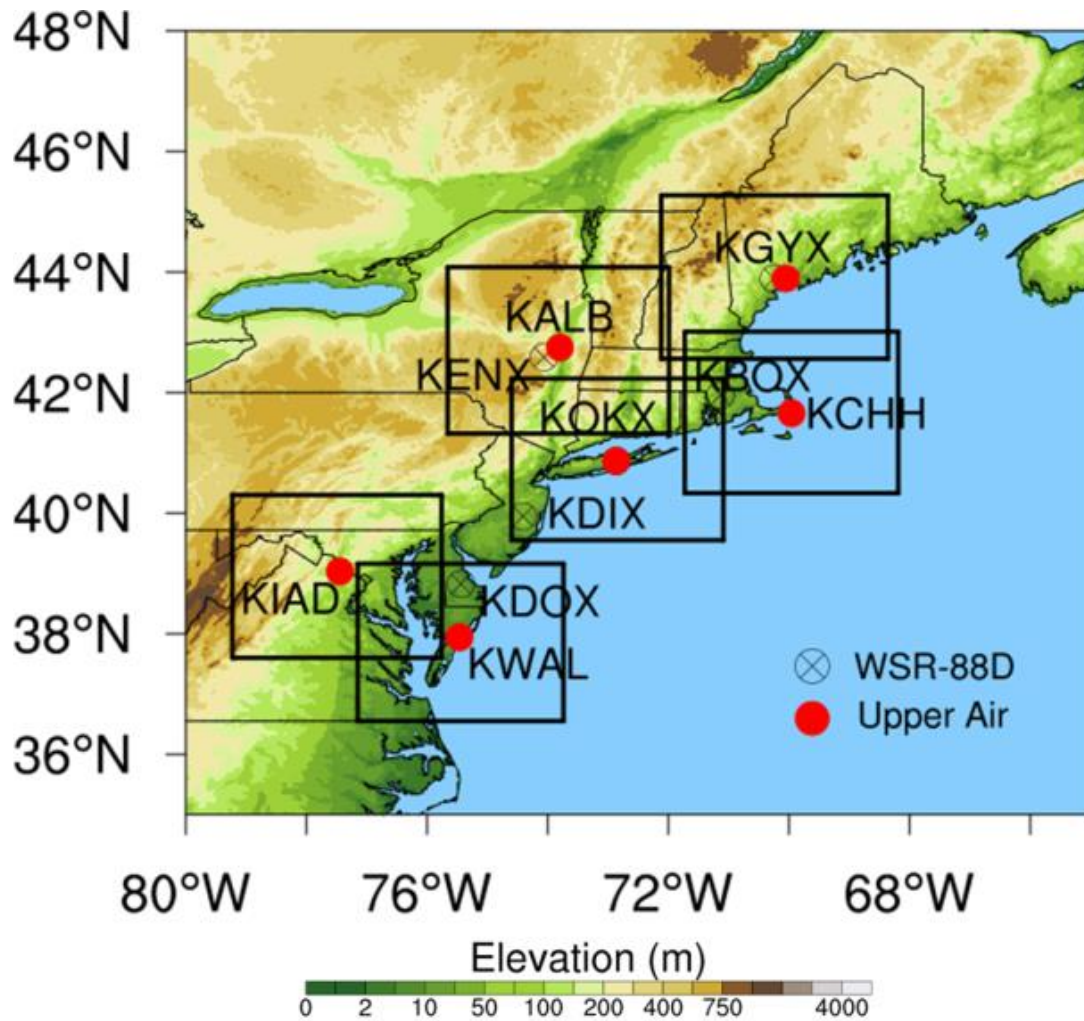 48°N
46°N
44°N
42°N
40°N
38°N
36°N
KGYX
KALB
KENX
KBOX
KOKX
KCHH
KDIX
KIAD
KDOX
KWAL
WSR-88D
Upper Air
80°W 76°W 72°W 68°W
Elevation (m)
0 2 10 50 100 200 400 750 4000